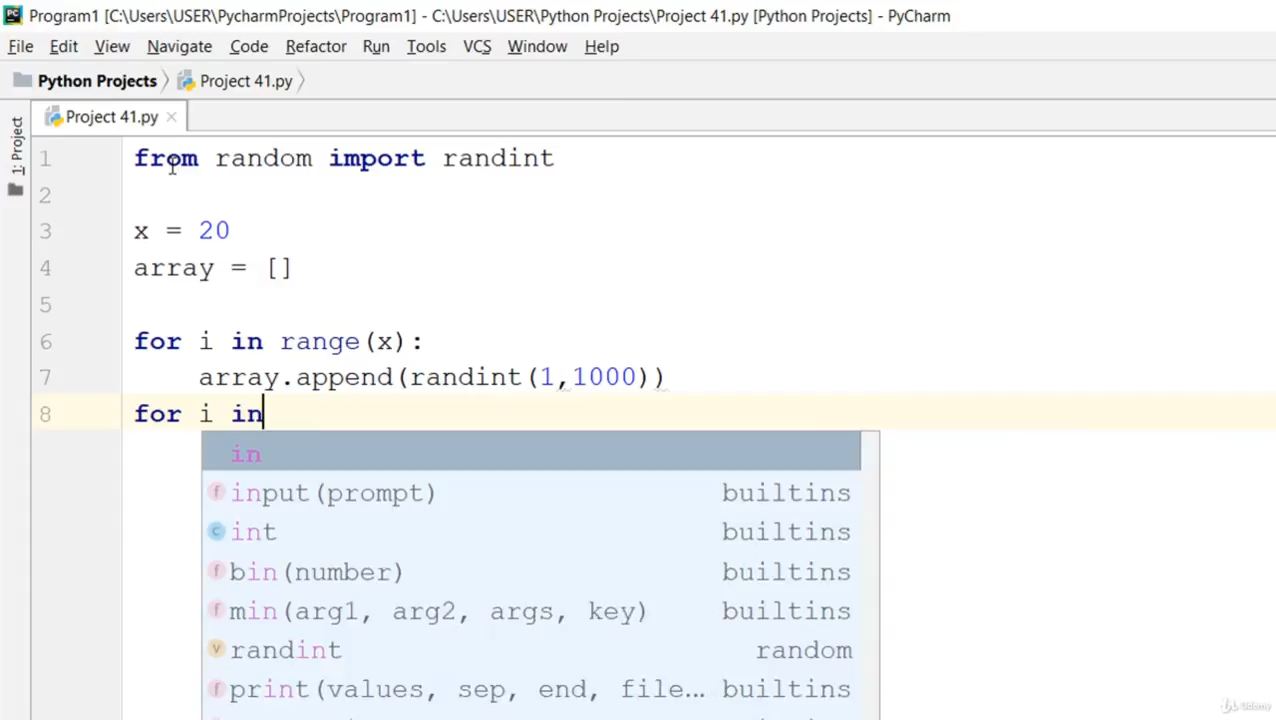 PC Program1 [C:\Users\USER\PycharmProjects\Program1] - C:\Users\USER\Python Projects\Project 41.py [Python Projects] - PyCharm
File Edit View Navigate Code Refactor Run Tools VCS Window Help
Python Projects Project 41.py
Project 41.py
1: Project
1 from random import randint
2
3 x = 20
4 array = []
5
6 for i in range(x):
7 array.append(randint(1,1000))
8 for i in
in
f input(prompt) builtins
c int builtins
f bin(number) builtins
f min(arg1, arg2, args, key) builtins
v randint random
f print(values, sep, end, file... builtins
Udemy